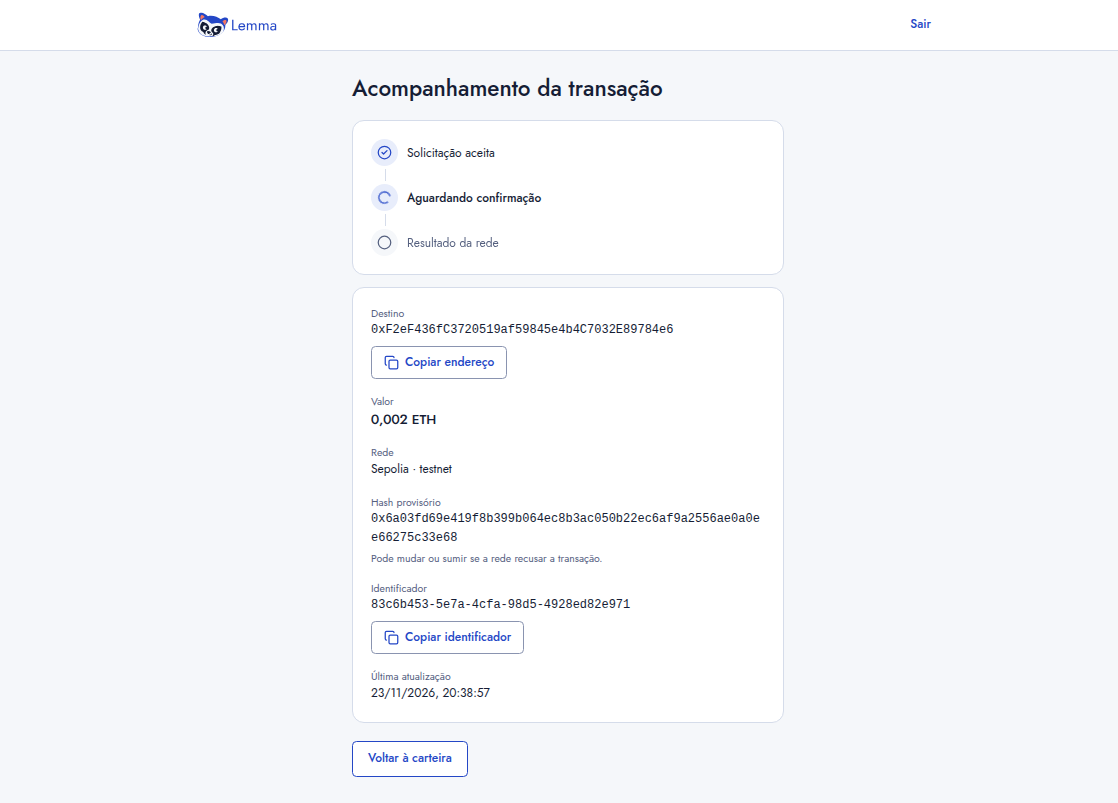 Lemma
Sair
Acompanhamento da transação
Solicitação aceita
Aguardando confirmação
Resultado da rede
Destino
0xF2eF436fC3720519af59845e4b4C7032E89784e6
Copiar endereço
Valor
0,002 ETH
Rede
Sepolia · testnet
Hash provisório
0x6a03fd69e419f8b399b064ec8b3ac050b22ec6af9a2556ae0a0e
e66275c33e68
Pode mudar ou sumir se a rede recusar a transação.
Identificador
83c6b453-5e7a-4cfa-98d5-4928ed82e971
Copiar identificador
Última atualização
23/11/2026, 20:38:57
Voltar à carteira